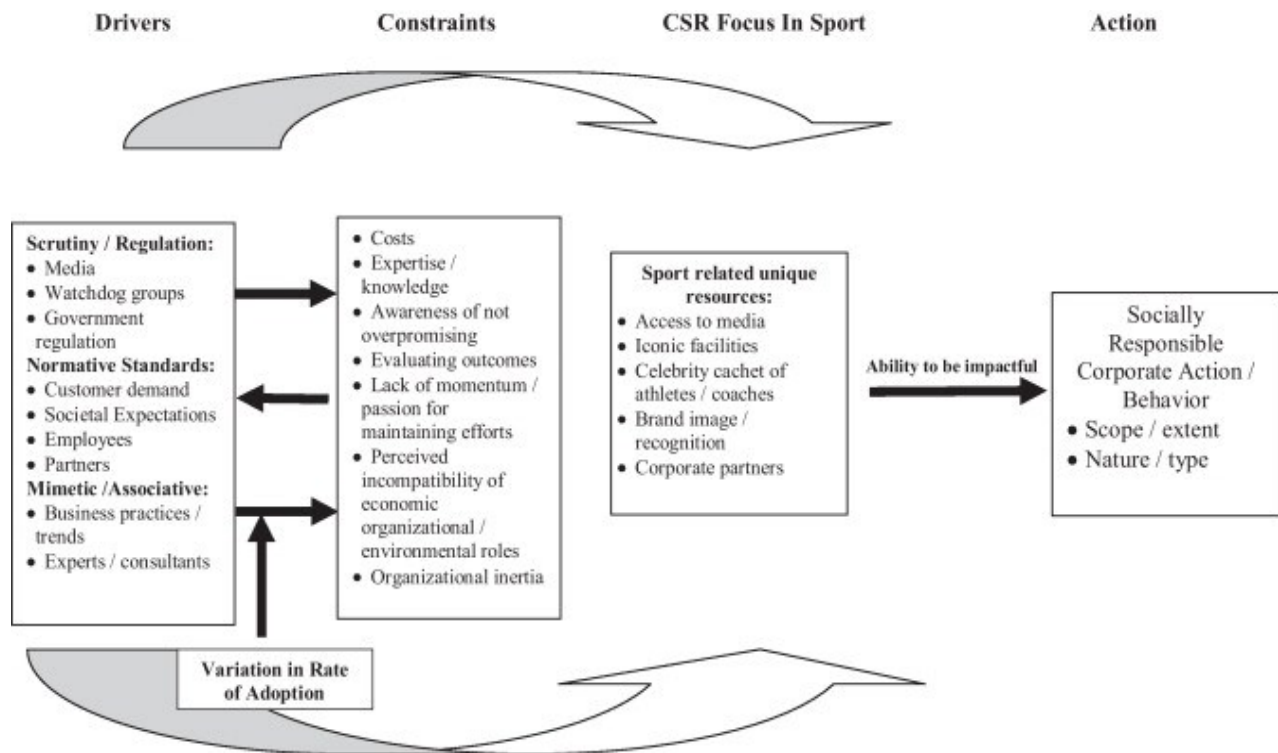 Drivers
Constraints
CSR Focus In Sport
Action
Scrutiny / Regulation:
● Media
● Watchdog groups
● Government
regulation
Normative Standards:
● Customer demand
● Societal Expectations
● Employees
● Partners
Mimetic /Associative:
● Business practices /
trends
● Experts / consultants
● Costs
● Expertise /
knowledge
● Awareness of not
overpromising
● Evaluating outcomes
● Lack of momentum /
passion for
maintaining efforts
● Perceived
incompatibility of
economic
organizational /
environmental roles
● Organizational inertia
Sport related unique
resources:
● Access to media
● Iconic facilities
● Celebrity cachet of
athletes / coaches
● Brand image /
recognition
● Corporate partners
Ability to be impactful
Socially
Responsible
Corporate Action /
Behavior
● Scope / extent
● Nature / type
Variation in Rate
of Adoption